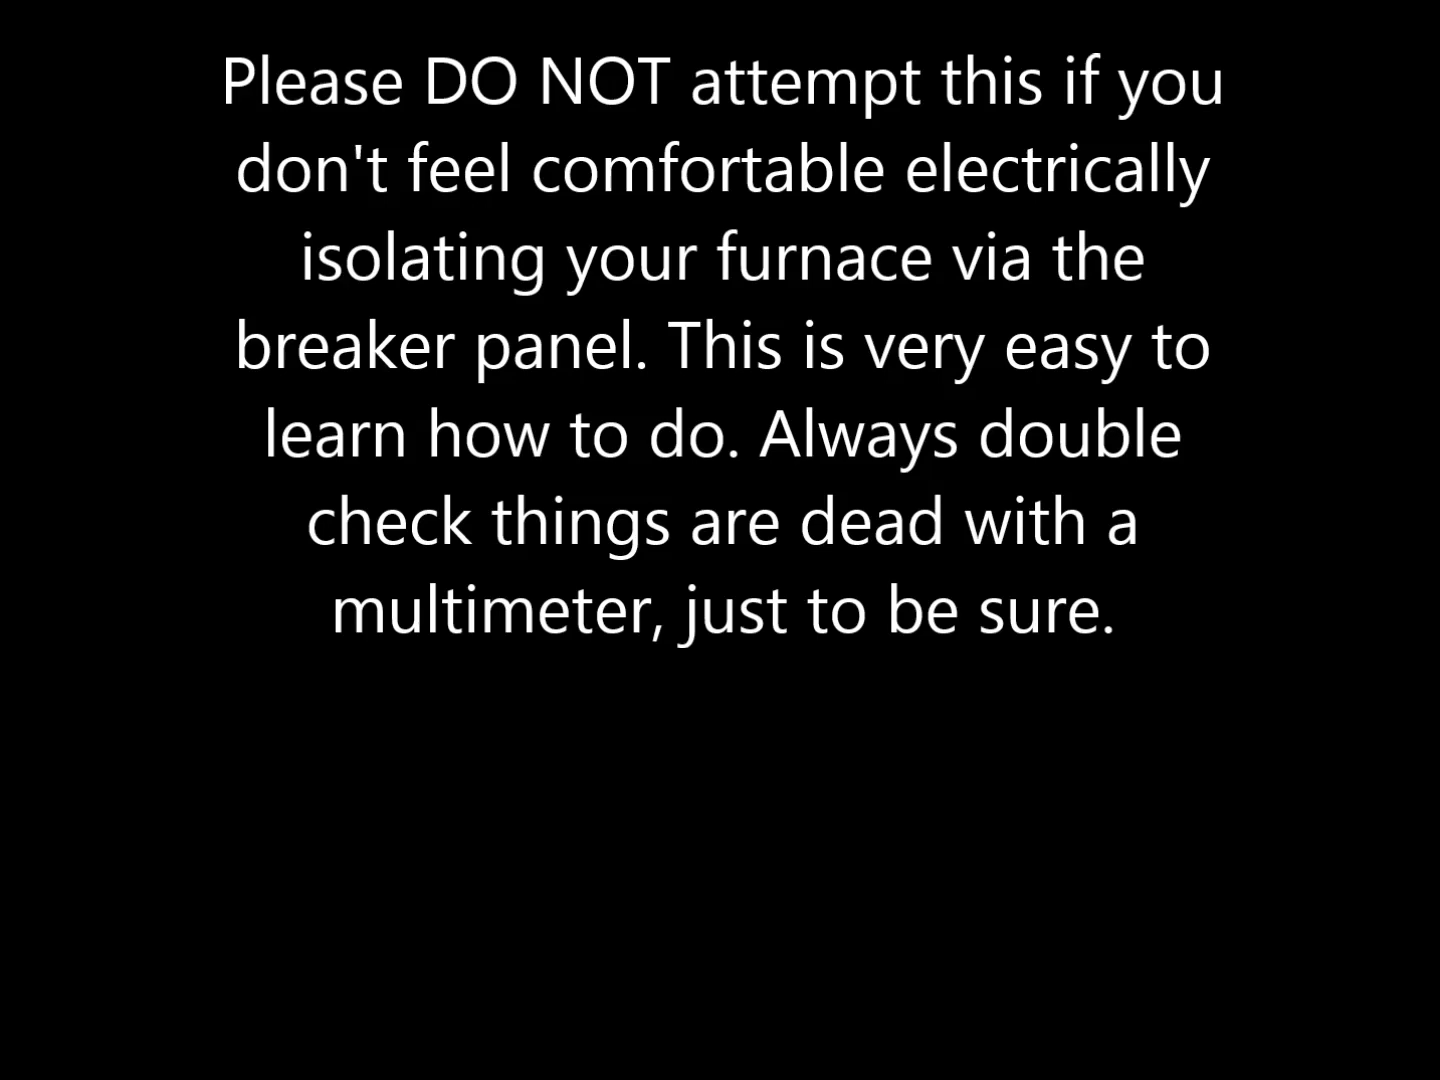 Please DO NOT attempt this if you
don't feel comfortable electrically
isolating your furnace via the
breaker panel. This is very easy to
learn how to do. Always double
check things are dead with a
multimeter, just to be sure.